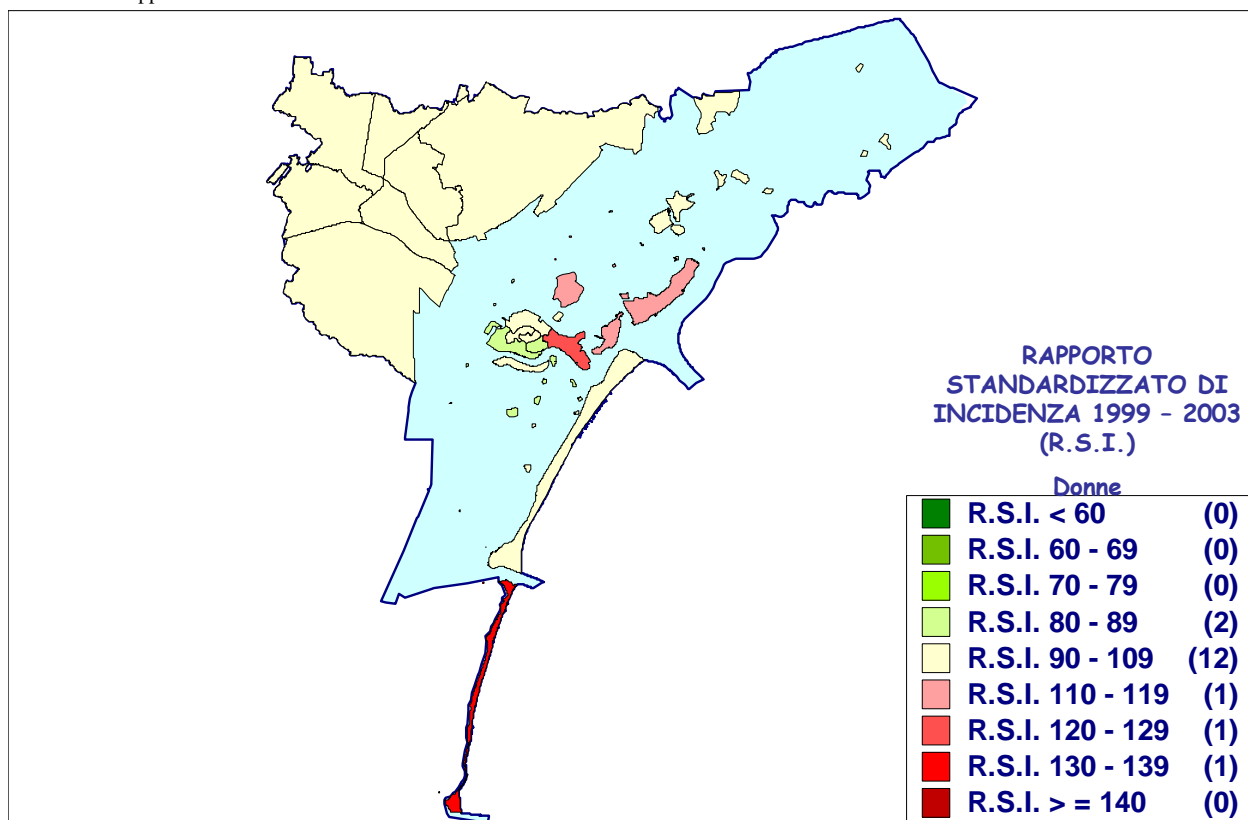 RAPPORTO
STANDARDIZZATO DI
INCIDENZA 1999 – 2003
(R.S.I.)
Donne
R.S.I. < 60 (0)
R.S.I. 60 - 69 (0)
R.S.I. 70 - 79 (0)
R.S.I. 80 - 89 (2)
R.S.I. 90 - 109 (12)
R.S.I. 110 - 119 (1)
R.S.I. 120 - 129 (1)
R.S.I. 130 - 139 (1)
R.S.I. > = 140 (0)